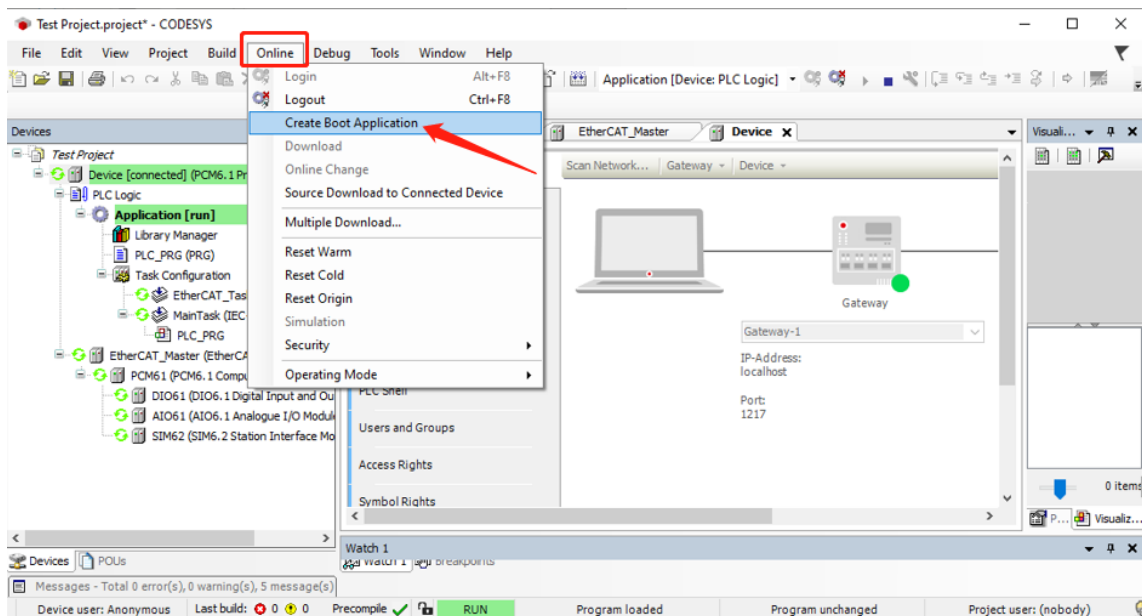 Test Project.project* - CODESYS
File Edit View Project Build Online Debug Tools Window Help
Application [Device: PLC Logic]
Login Alt+F8
Logout Ctrl+F8
Create Boot Application
Download
Online Change
Source Download to Connected Device
Multiple Download...
Reset Warm
Reset Cold
Reset Origin
Simulation
Security
Operating Mode
Devices
Test Project
Device [connected] (PCM6.1 Pr
PLC Logic
Application [run]
Library Manager
PLC_PRG (PRG)
Task Configuration
EtherCAT_Tas
MainTask (IEC
PLC_PRG
EtherCAT_Master (EtherCA
PCM61 (PCM6.1 Compu
DIO61 (DIO6.1 Digital Input and Ou
AIO61 (AIO6.1 Analogue I/O Modul
SIM62 (SIM6.2 Station Interface Mo
EtherCAT_Master Device
Scan Network... Gateway Device
Gateway
Gateway-1
IP-Address:
localhost
Port:
1217
PLC Shell
Users and Groups
Access Rights
Symbol Rights
Visuali...
0 items
P... Visualiz...
Devices POUs
Watch 1
Watch 1 Breakpoints
Messages - Total 0 error(s), 0 warning(s), 5 message(s)
Device user: Anonymous Last build: 0 0 Precompile RUN Program loaded Program unchanged Project user: (nobody)